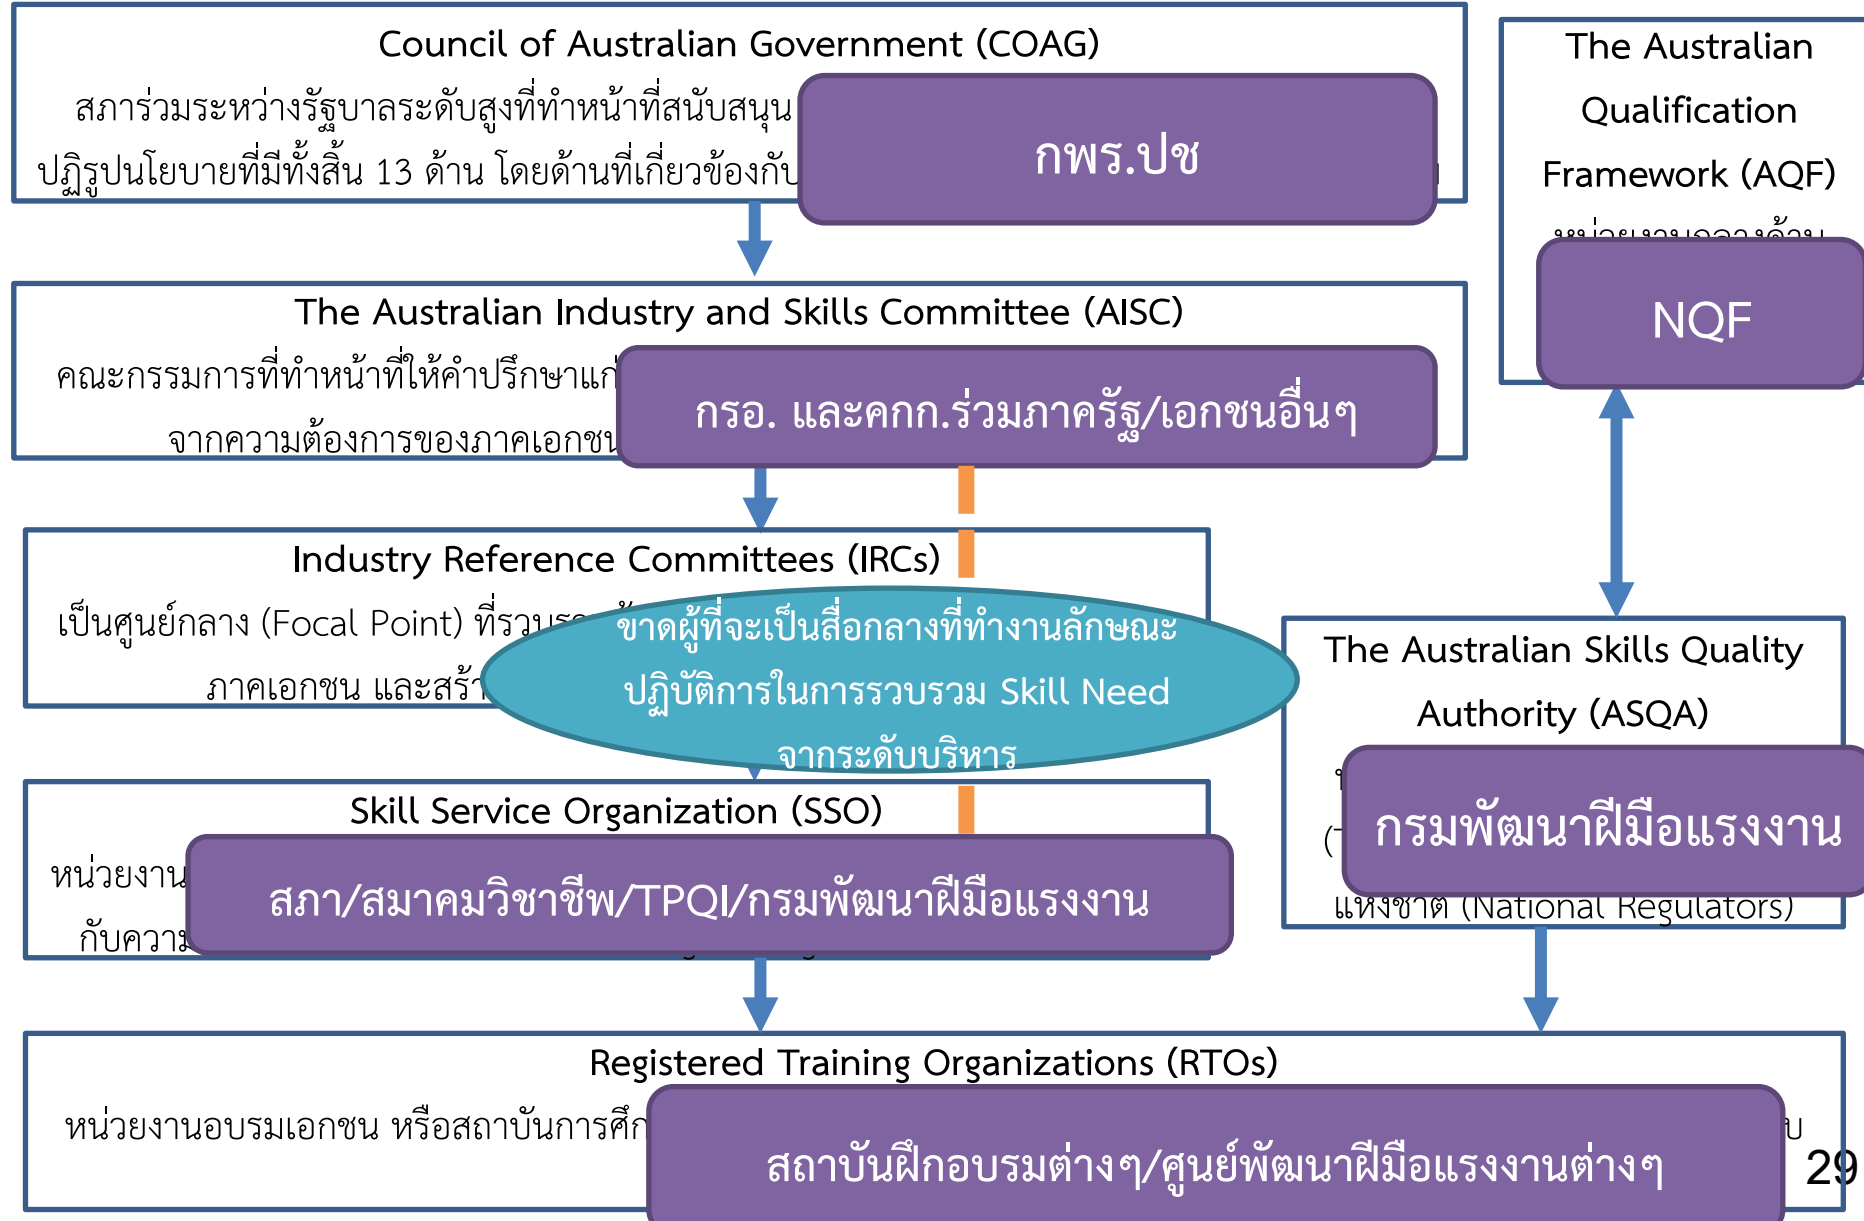 Council of Australian Government (COAG)
สภาร่วมระหว่างรัฐบาลระดับสูงที่ทำหน้าที่สนับสนุน
ปฏิรูปนโยบายที่มีทั้งสิ้น 13 ด้าน โดยด้านที่เกี่ยวข้องกับ
กพร.ปช
The Australian
Qualification
Framework (AQF)
หน่วยงานกลางด้าน
NQF
The Australian Industry and Skills Committee (AISC)
คณะกรรมการที่ทำหน้าที่ให้คำปรึกษาแก่
จากความต้องการของภาคเอกชน
กรอ. และคกก.ร่วมภาครัฐ/เอกชนอื่นๆ
Industry Reference Committees (IRCs)
เป็นศูนย์กลาง (Focal Point) ที่รวบรวม
ภาคเอกชน และสร้า
ขาดผู้ที่จะเป็นสื่อกลางที่ทำงานลักษณะ
ปฏิบัติการในการรวบรวม Skill Need
จากระดับบริหาร
The Australian Skills Quality
Authority (ASQA)
กรมพัฒนาฝีมือแรงงาน
แห่งชาติ (National Regulators)
Skill Service Organization (SSO)
หน่วยงาน
กับความ
สภา/สมาคมวิชาชีพ/TPQI/กรมพัฒนาฝีมือแรงงาน
Registered Training Organizations (RTOs)
หน่วยงานอบรมเอกชน หรือสถาบันการศึก
สถาบันฝึกอบรมต่างๆ/ศูนย์พัฒนาฝีมือแรงงานต่างๆ
29